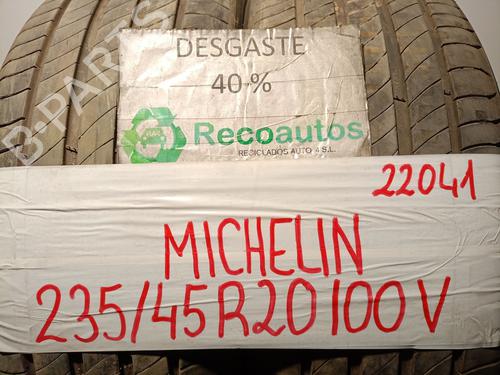 DESGASTE
40 %
B-PARTS
Recoautos
RECICLADOS AUTO 4 S.L.
22041
MICHELIN
235/45 R20 100 V